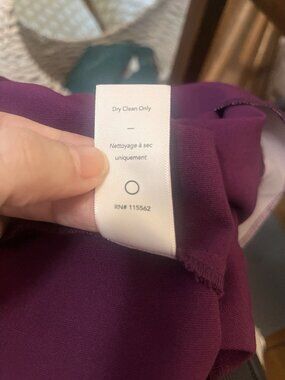 Dry Clean Only
—
Nettoyage à sec
uniquement
RN# 115562